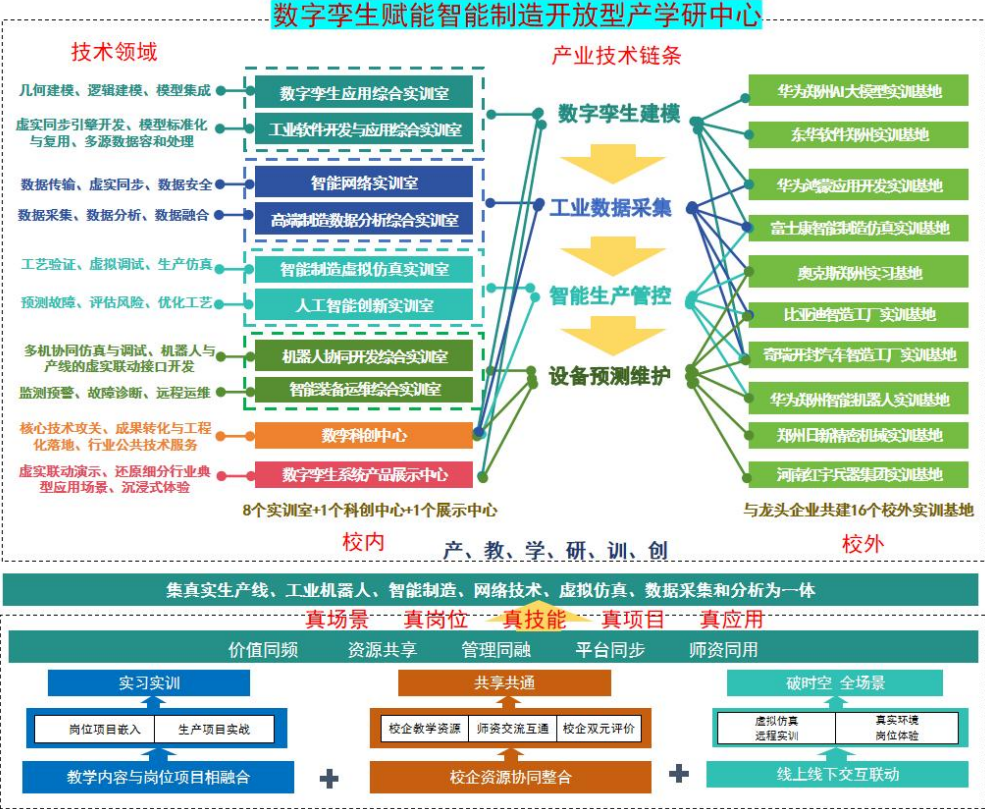 数字孪生赋能智能制造开放型产学研中心
技术领域
产业技术链条
几何建模、逻辑建模、模型集成
虚实同步引擎开发、模型标准化
与复用、多源数据容和处理
数据传输、虚实同步、数据安全
数据采集、数据分析、数据融合
工艺验证、虚拟调试、生产仿真
预测故障、评估风险、优化工艺
多机协同仿真与调试、机器人与
产线的虚实联动接口开发
监测预警、故障诊断、远程运维
核心技术攻关、成果转化与工程
化落地、行业公共技术服务
虚实联动演示、还原细分行业典
型应用场景、沉浸式体验
数字孪生应用综合实训室
工业软件开发与应用综合实训室
智能网络实训室
高端制造数据分析综合实训室
智能制造虚拟仿真实训室
人工智能创新实训室
机器人协同开发综合实训室
智能装备运维综合实训室
数字科创中心
数字孪生系统产品展示中心
8个实训室+1个科创中心+1个展示中心
校内
数字孪生建模
工业数据采集
智能生产管控
设备预测维护
华为郑州AI大模型实训基地
东华软件郑州实训基地
华为鸿蒙应用开发实训基地
富士康智能制造仿真实训基地
奥克斯郑州实习基地
比亚迪智造工厂实训基地
奇瑞开封汽车智造工厂实训基地
华为郑州智能机器人实训基地
郑州日新精密机械实训基地
河南红宇兵器集团实训基地
与龙头企业共建16个校外实训基地
校外
产、教、学、研、训、创
集真实生产线、工业机器人、智能制造、网络技术、虚拟仿真、数据采集和分析为一体
真场景 真岗位 真技能 真项目 真应用
价值同频 资源共享 管理同融 平台同步 师资同用
实习实训
岗位项目嵌入 生产项目实战
教学内容与岗位项目相融合
+
共享共通
校企教学资源 师资交流互通 校企双元评价
校企资源协同整合
+
破时空 全场景
虚拟仿真
远程实训
真实环境
岗位体验
线上线下交互联动